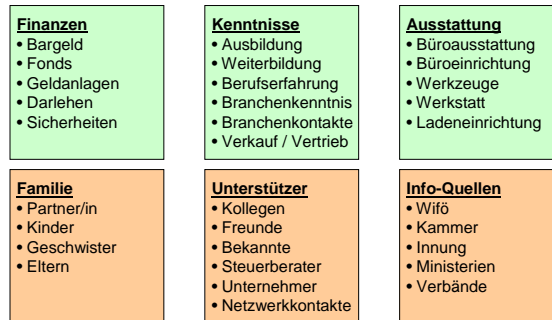 Finanzen
• Bargeld
• Fonds
• Geldanlagen
• Darlehen
• Sicherheiten
Kenntnisse
• Ausbildung
• Weiterbildung
• Berufserfahrung
• Branchenkenntnis
• Branchenkontakte
• Verkauf / Vertrieb
Ausstattung
• Büroausstattung
• Büroeinrichtung
• Werkzeuge
• Werkstatt
• Ladeneinrichtung
Familie
• Partner/in
• Kinder
• Geschwister
• Eltern
Unterstützer
• Kollegen
• Freunde
• Bekannte
• Steuerberater
• Unternehmer
• Netzwerkkontakte
Info-Quellen
• Wifö
• Kammer
• Innung
• Ministerien
• Verbände